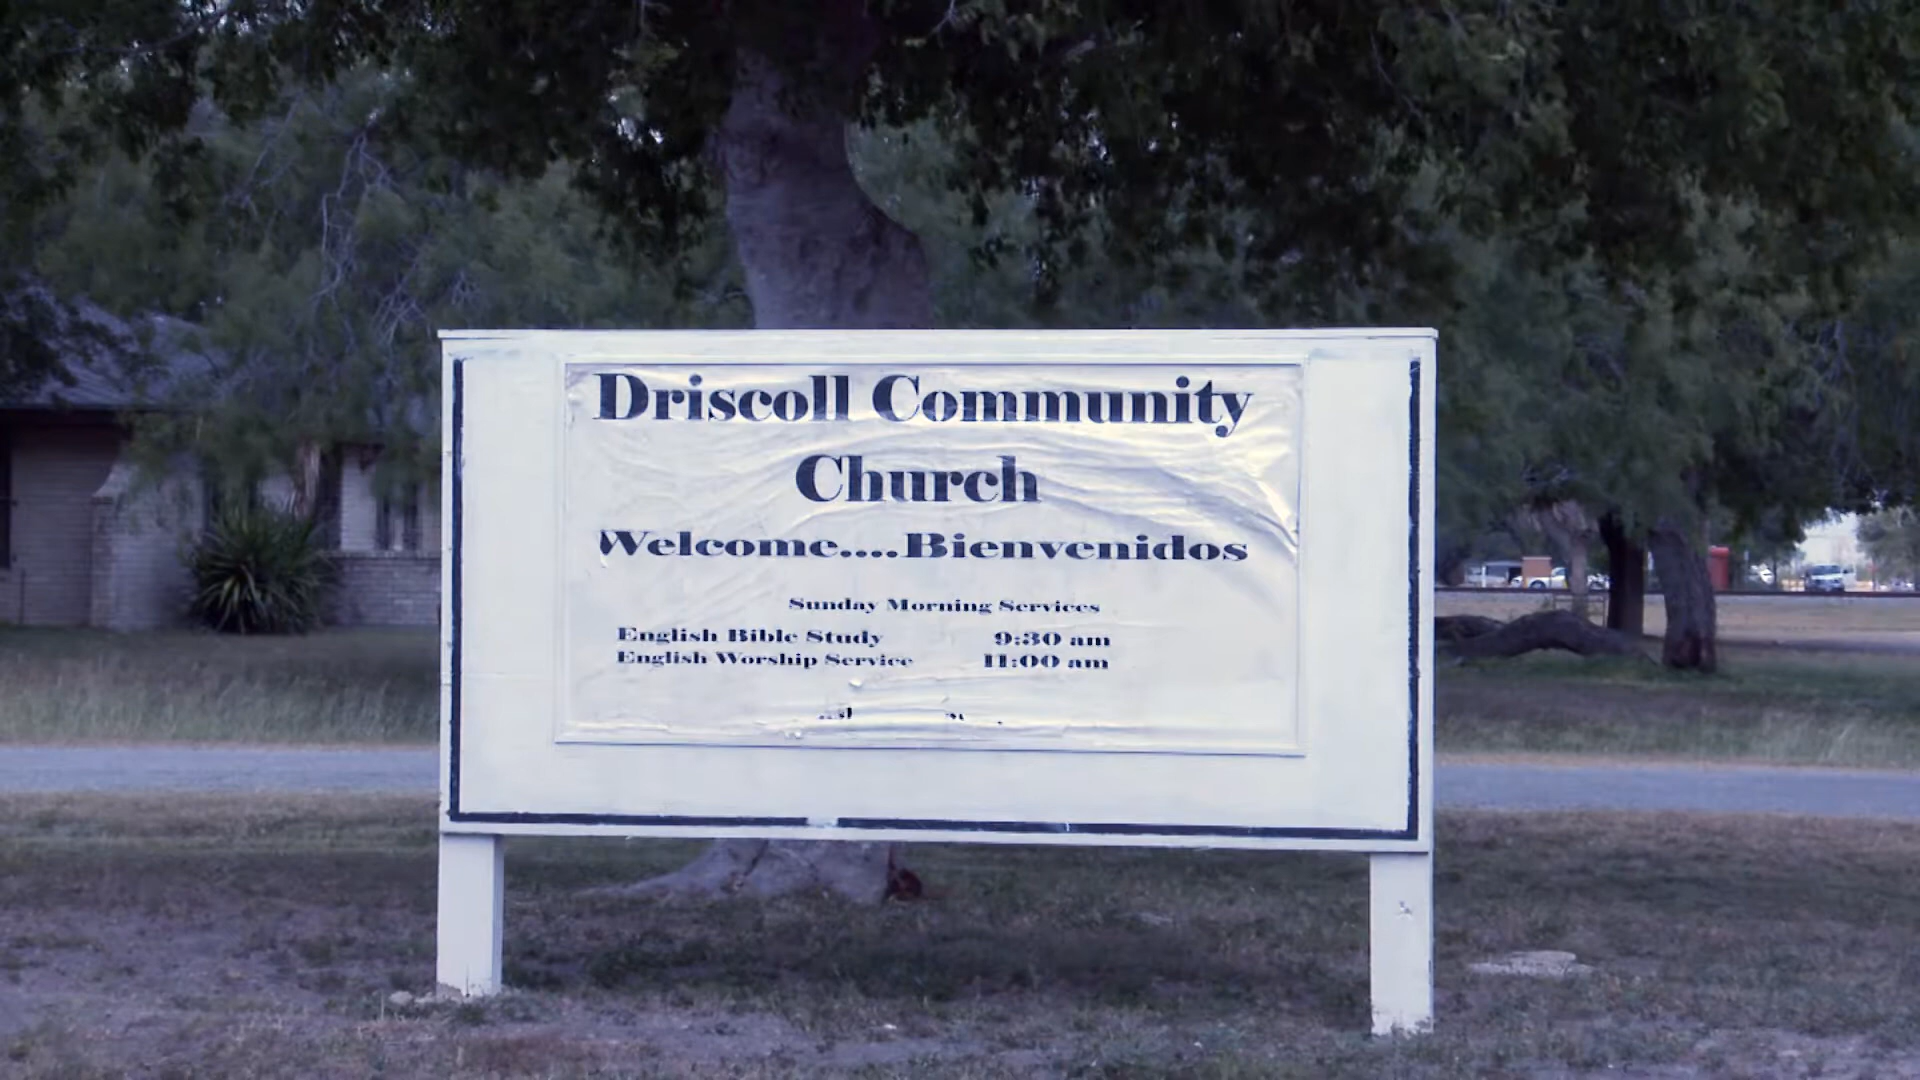 Driscoll Community
Church
Welcome....Bienvenidos
Sunday Morning Services
English Bible Study 9:30 am
English Worship Service 11:00 am